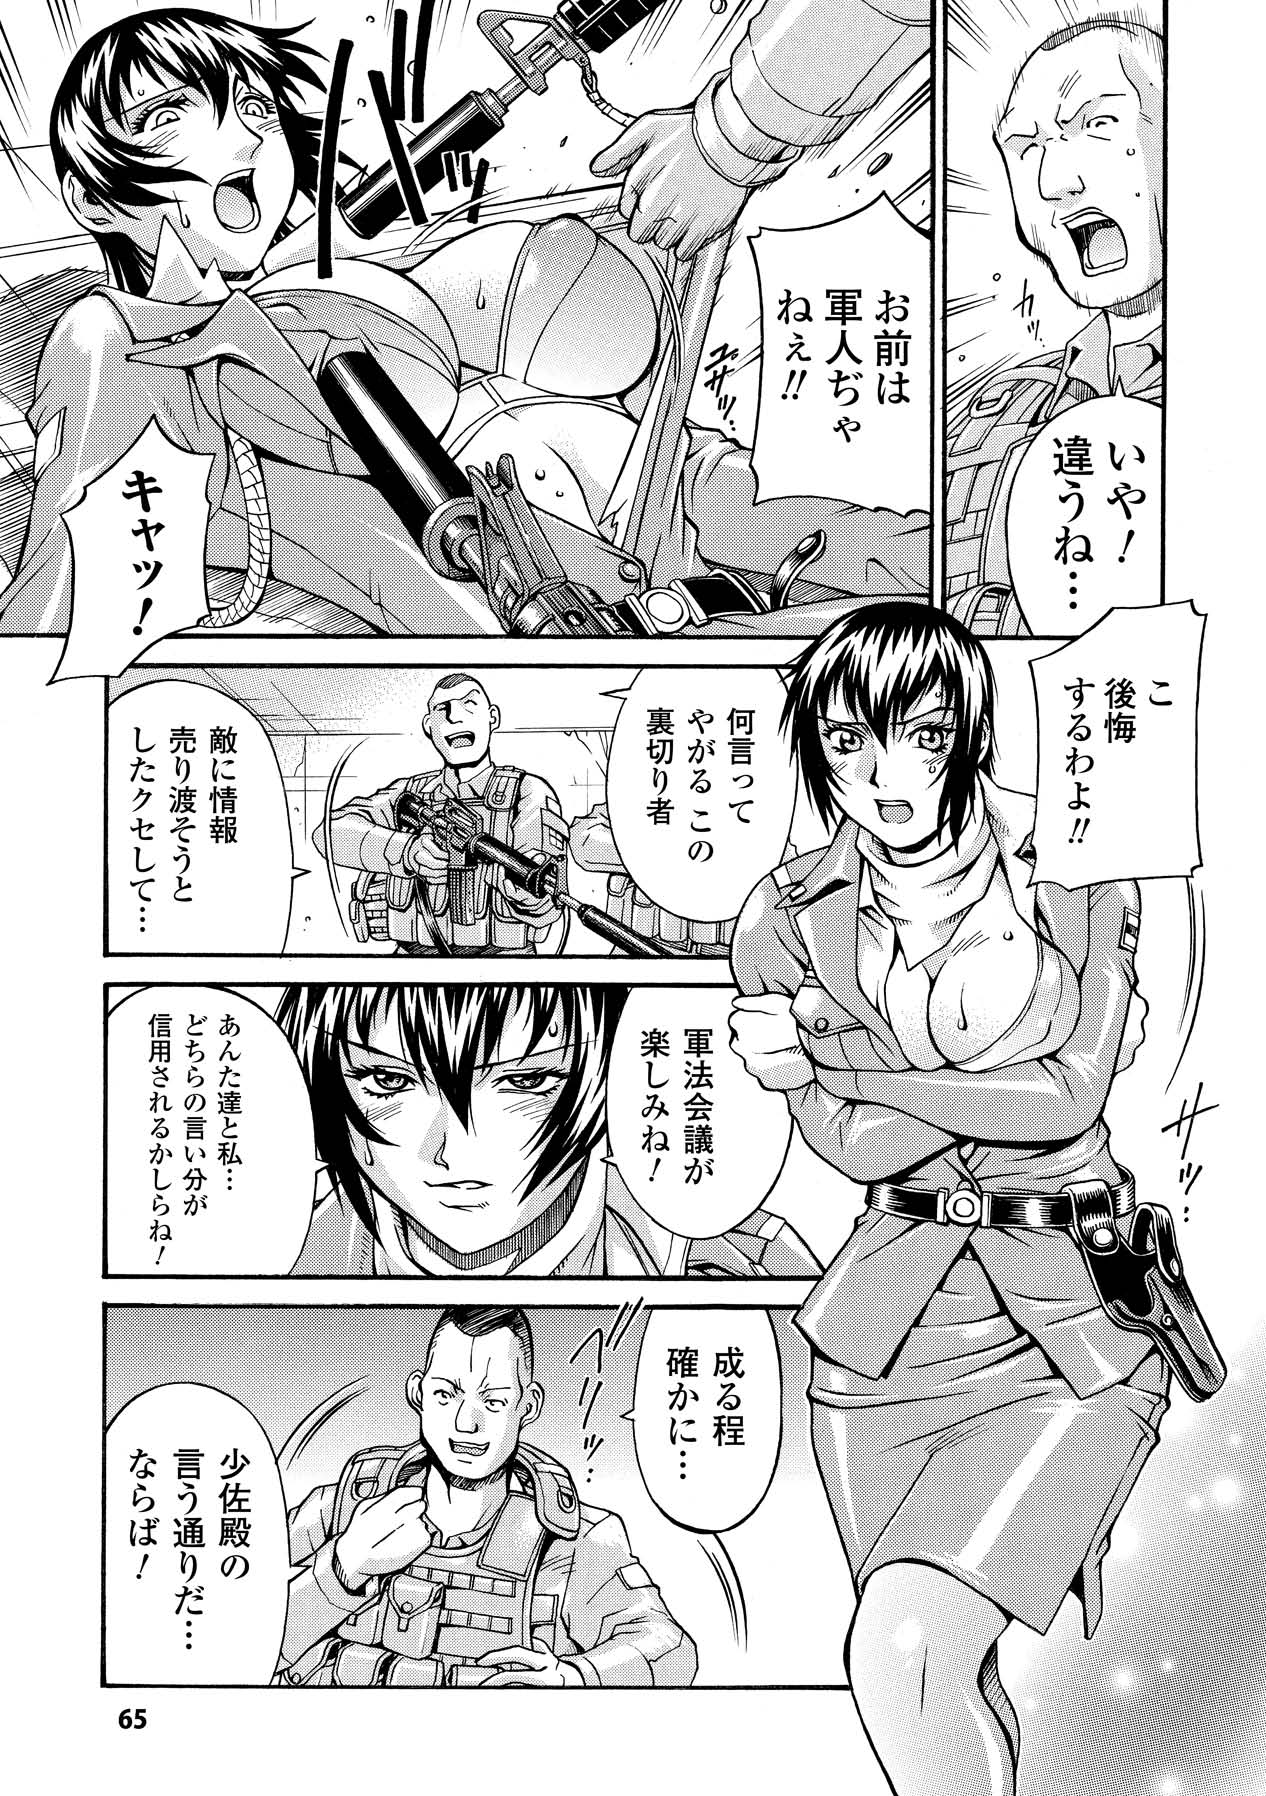 いや！
違うね…
カッ
お前は
軍人ぢゃ
ねぇ!!
ユサッ
キャッ！
こ
後悔
するわよ!!
何言って
やがる この
裏切り者
敵に情報
売り渡そうと
したクセして…
軍法会議が
楽しみね！
あんた達と私…
どちらの言い分が
信用されるかしらね！
成る程
確かに…
少佐殿の
言う通りだ…
ならば！
65